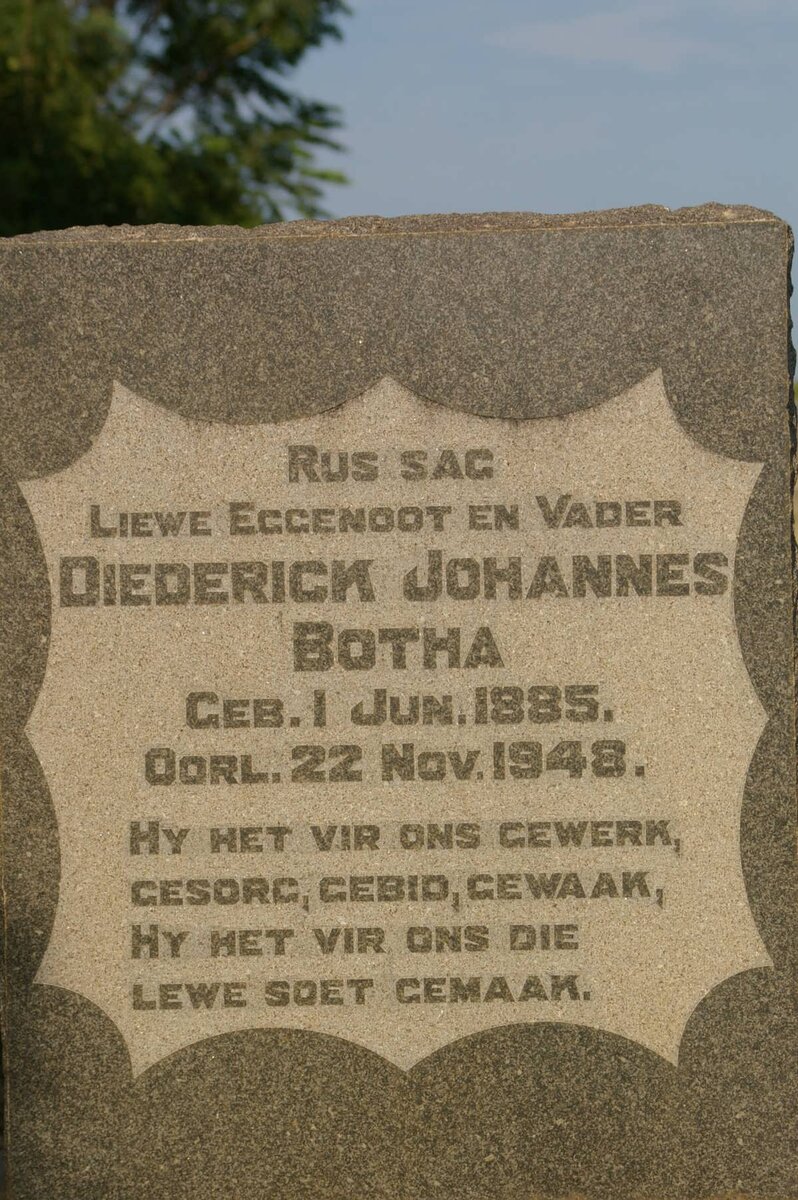 RUS SAG
LIEWE EGGENOOT EN VADER
DIEDERICK JOHANNES
BOTHA
GEB. 1 JUN. 1885.
OORL. 22 NOV. 1948.
HY HET VIR ONS GEWERK,
GESORG, GEBID, GEWAAK,
HY HET VIR ONS DIE
LEWE SOET GEMAAK.